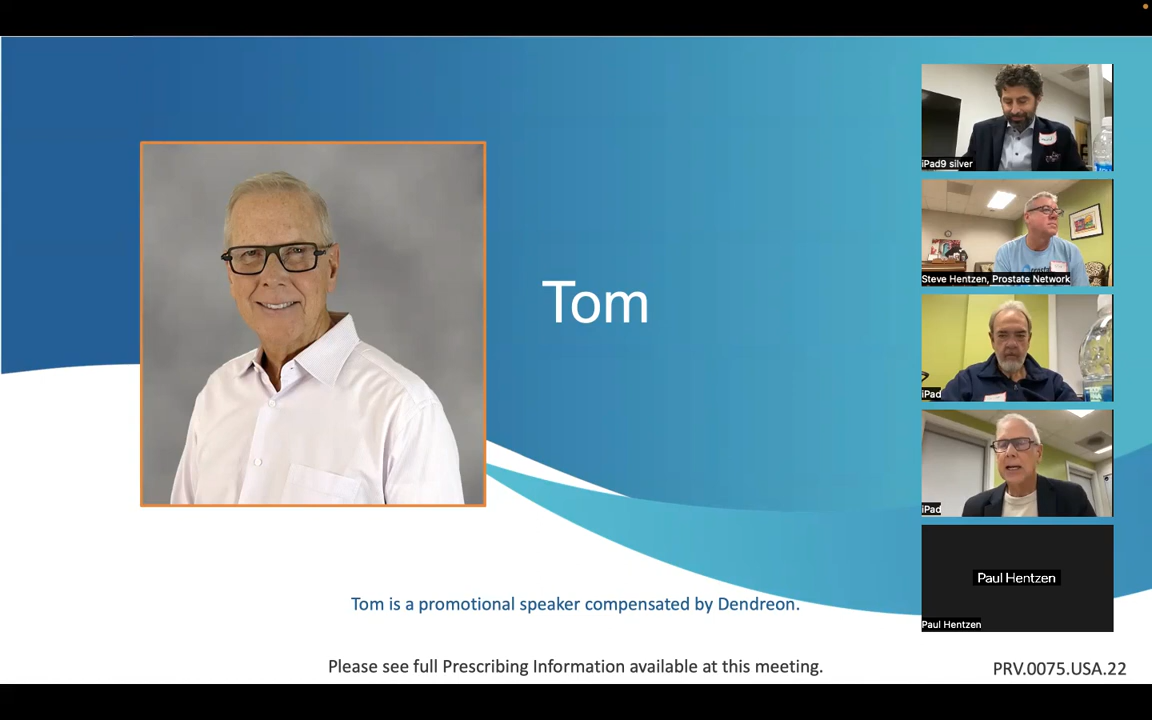 Tom
Tom is a promotional speaker compensated by Dendreon.
Please see full Prescribing Information available at this meeting.
PRV.0075.USA.22
iPad9 silver
Steve Hentzen, Prostate Network
iPad
iPad
Paul Hentzen
Paul Hentzen